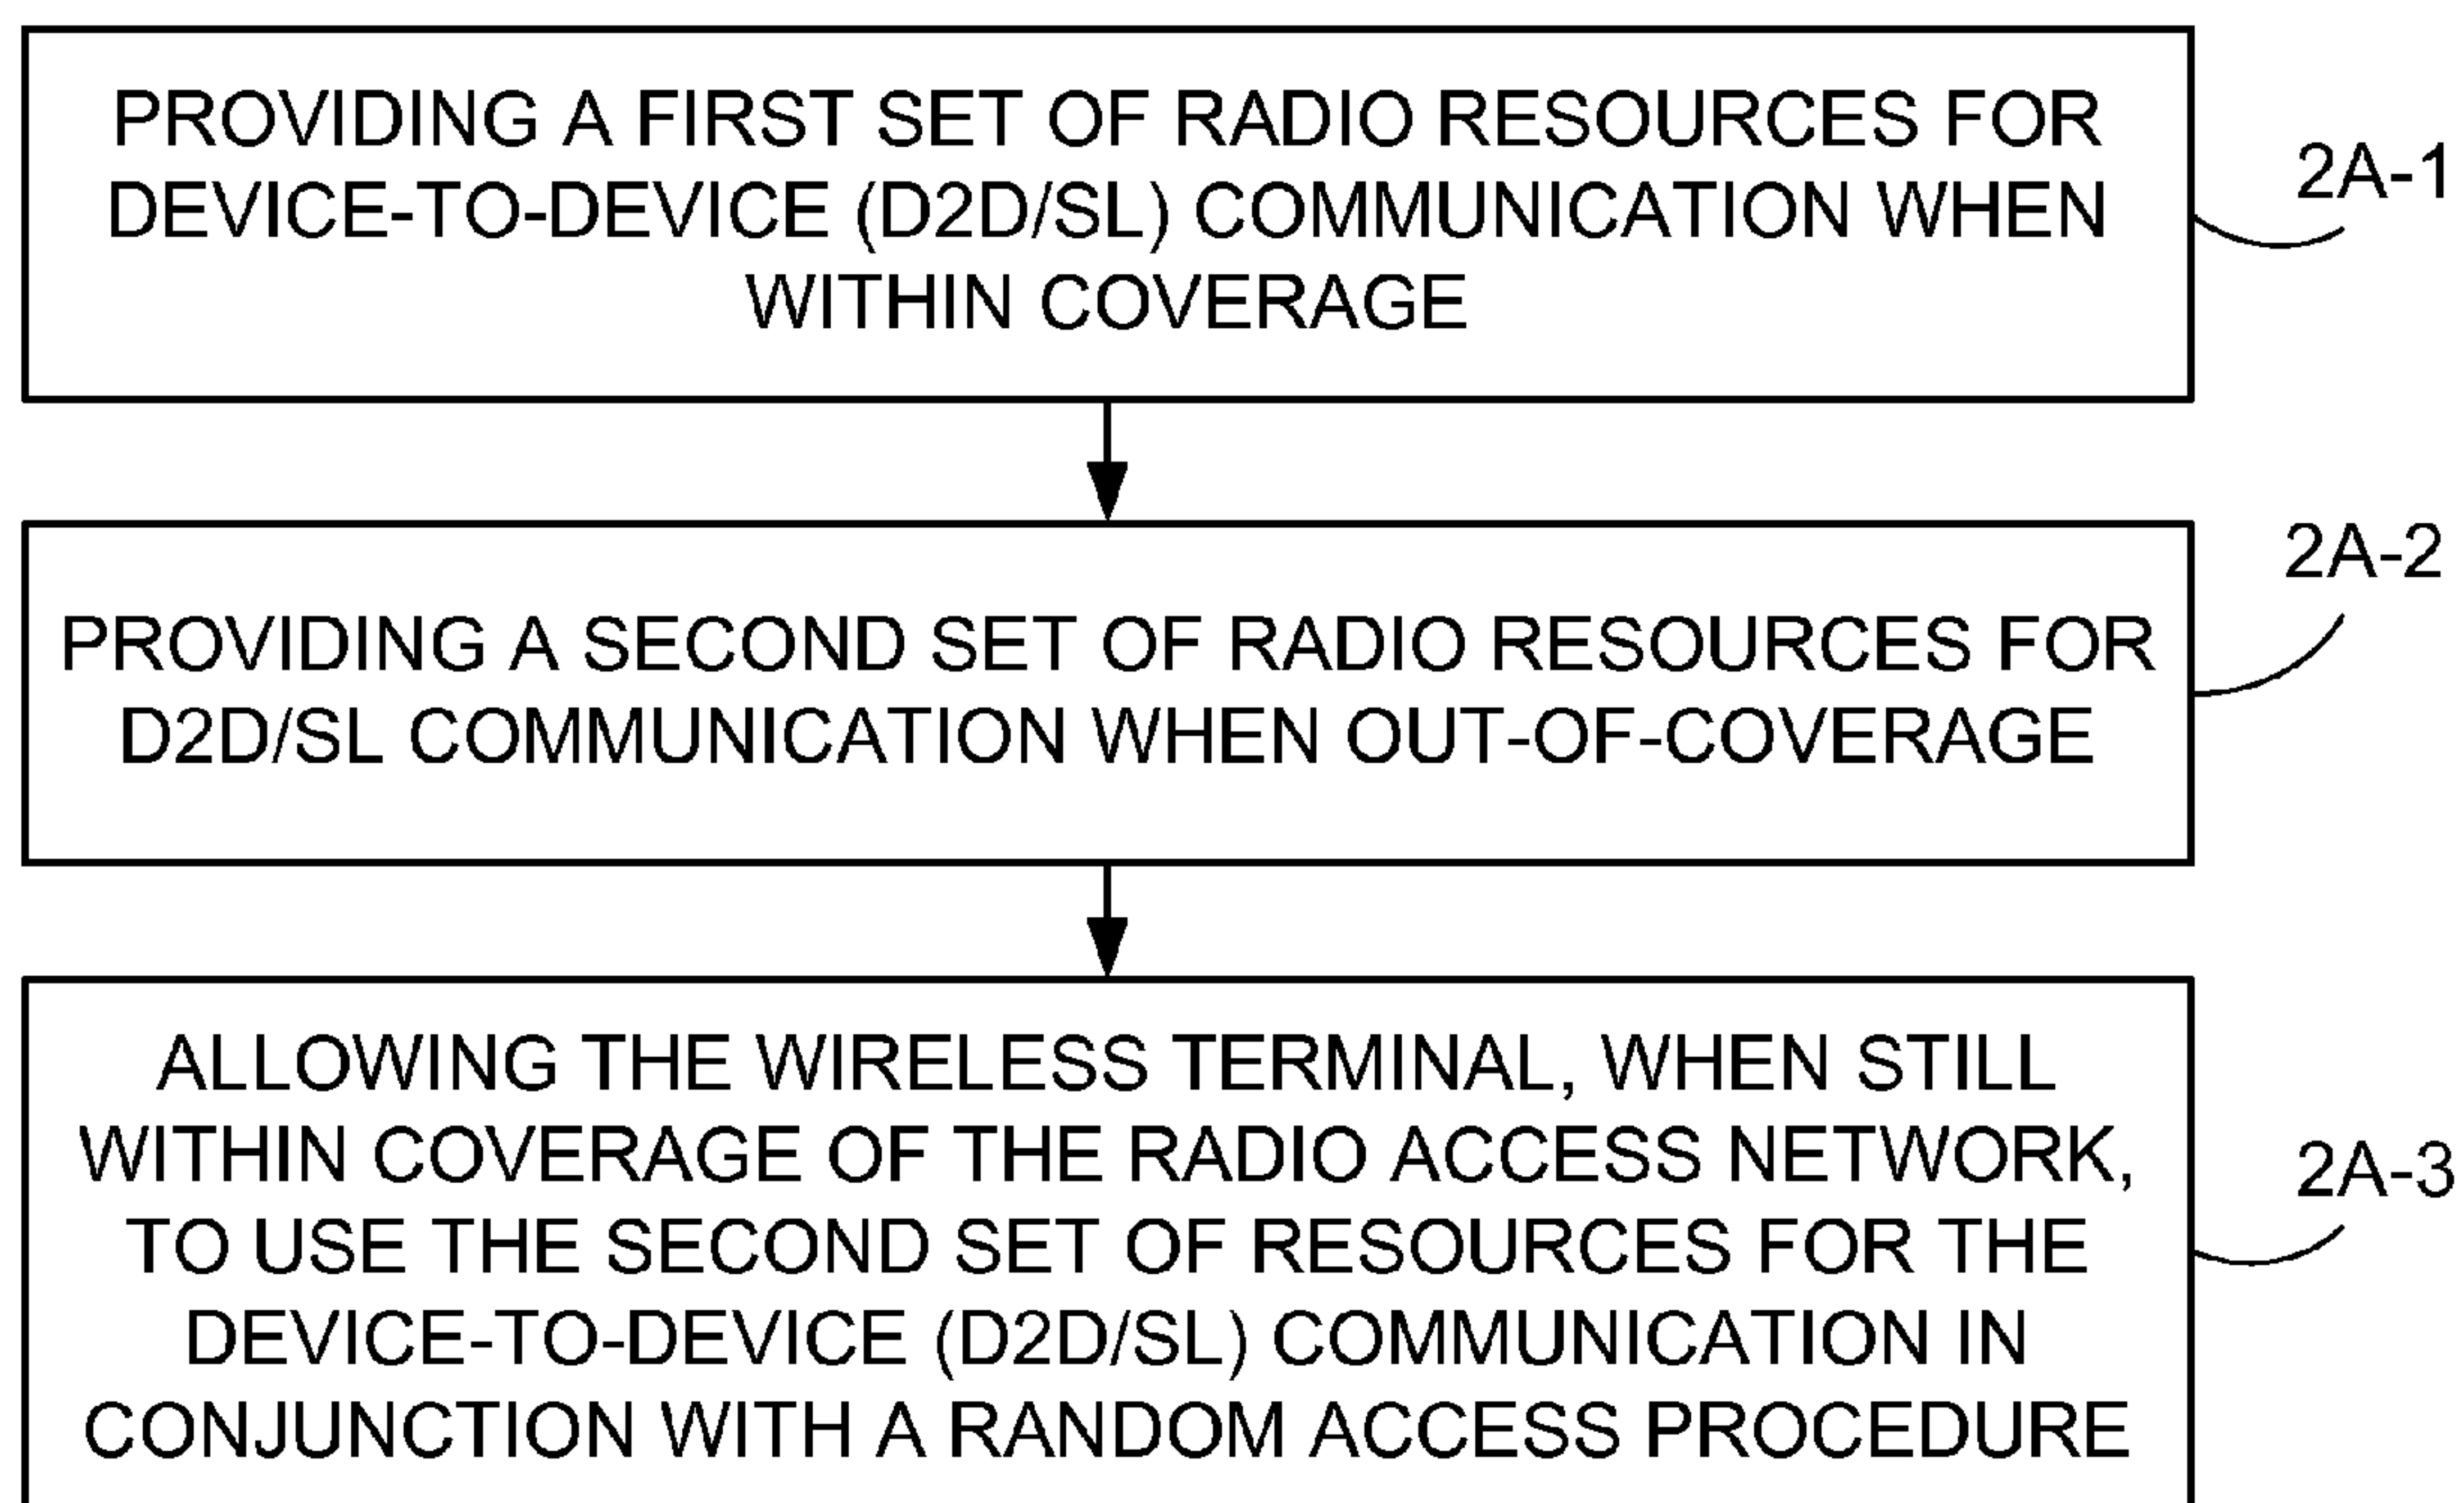 PROVIDING A FIRST SET OF RADIO RESOURCES FOR
DEVICE-TO-DEVICE (D2D/SL) COMMUNICATION WHEN
WITHIN COVERAGE
2A-1
PROVIDING A SECOND SET OF RADIO RESOURCES FOR
D2D/SL COMMUNICATION WHEN OUT-OF-COVERAGE
2A-2
ALLOWING THE WIRELESS TERMINAL, WHEN STILL
WITHIN COVERAGE OF THE RADIO ACCESS NETWORK,
TO USE THE SECOND SET OF RESOURCES FOR THE
DEVICE-TO-DEVICE (D2D/SL) COMMUNICATION IN
CONJUNCTION WITH A RANDOM ACCESS PROCEDURE
2A-3